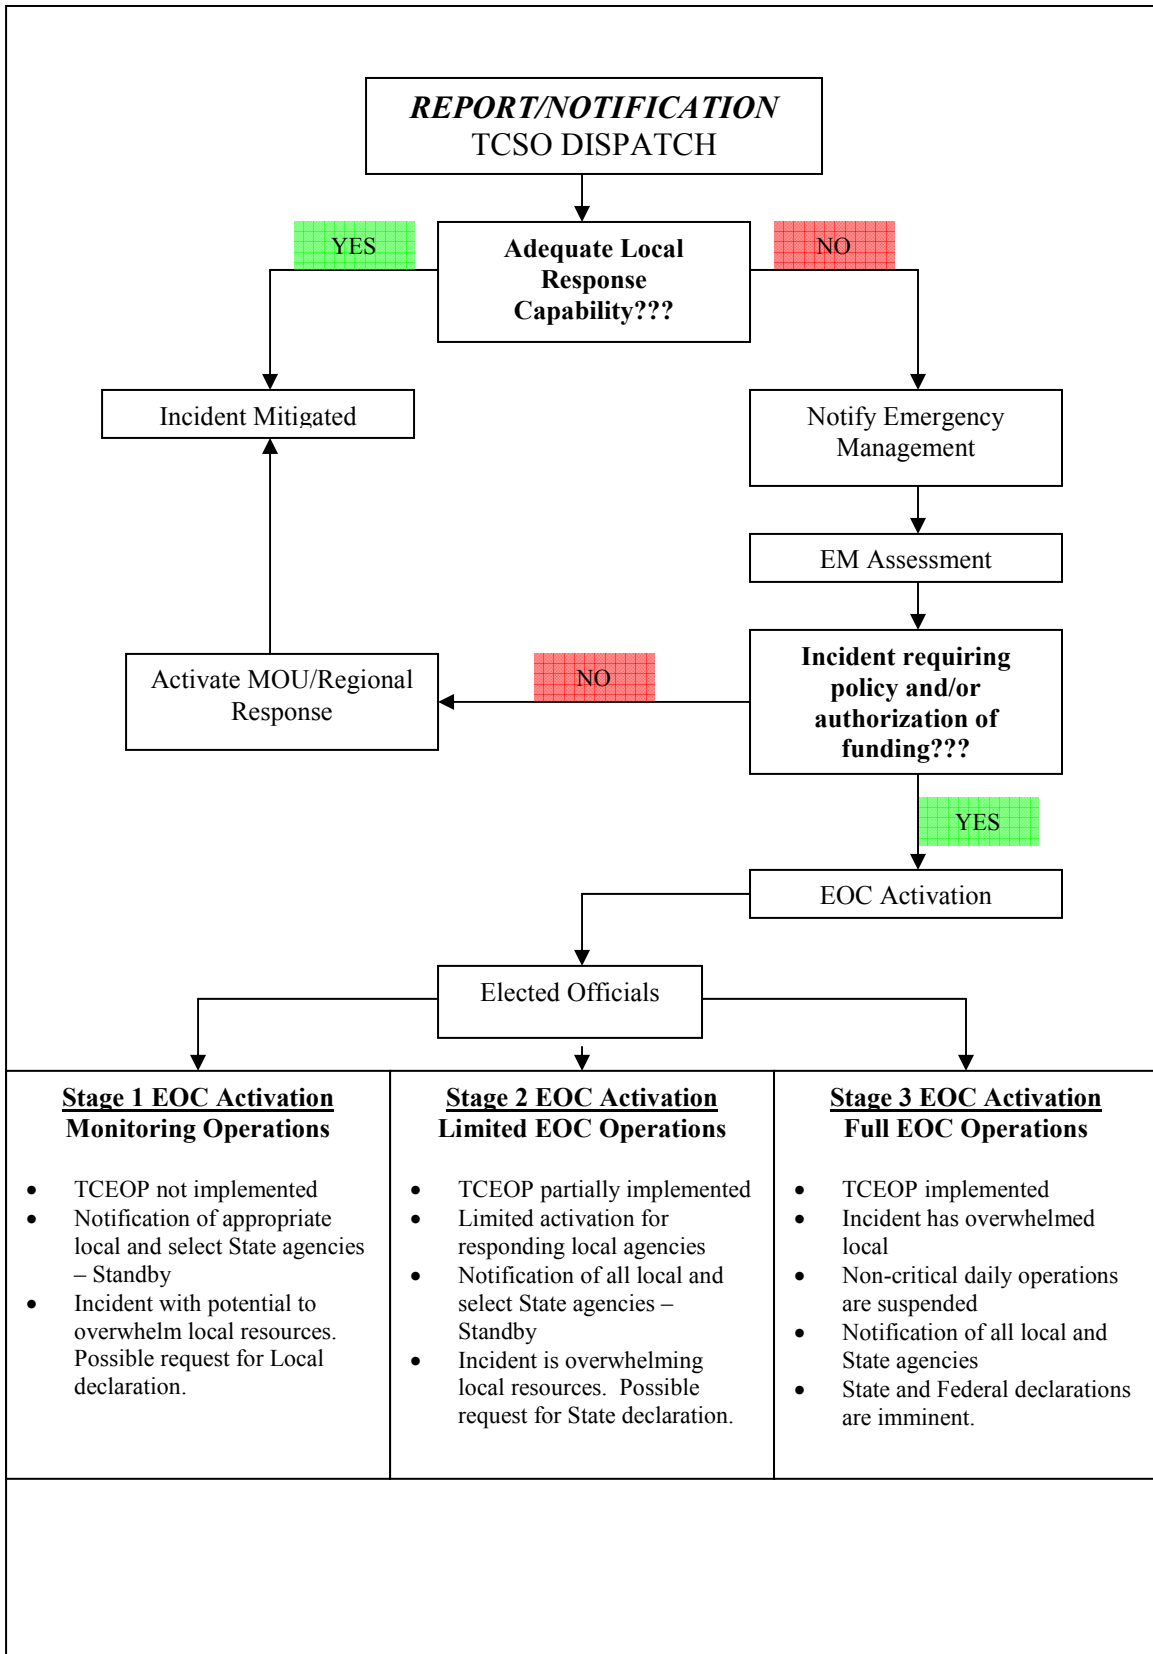 REPORT/NOTIFICATION
TCSO DISPATCH
YES
Adequate Local
Response
Capability???
NO
Incident Mitigated
Notify Emergency
Management
EM Assessment
Activate MOU/Regional
Response
NO
Incident requiring
policy and/or
authorization of
funding???
YES
EOC Activation
Elected Officials
Stage 1 EOC Activation
Monitoring Operations
• TCEOP not implemented
• Notification of appropriate
local and select State agencies
– Standby
• Incident with potential to
overwhelm local resources.
Possible request for Local
declaration.
Stage 2 EOC Activation
Limited EOC Operations
• TCEOP partially implemented
• Limited activation for
responding local agencies
• Notification of all local and
select State agencies –
Standby
• Incident is overwhelming
local resources.  Possible
request for State declaration.
Stage 3 EOC Activation
Full EOC Operations
• TCEOP implemented
• Incident has overwhelmed
local
• Non-critical daily operations
are suspended
• Notification of all local and
State agencies
• State and Federal declarations
are imminent.